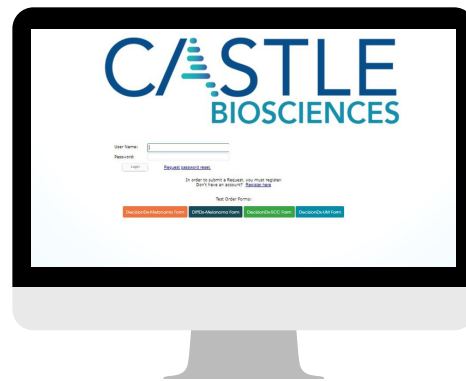 CASTLE
BIOSCIENCES
User Name:
Password:
Login Request password reset.
In order to submit a Request, you must register.
Don't have an account? Register here
Test Order Forms:
DecisionDx-Melanoma Form DiffDx-Melanoma Form DecisionDx-SCC Form DecisionDx-UM Form